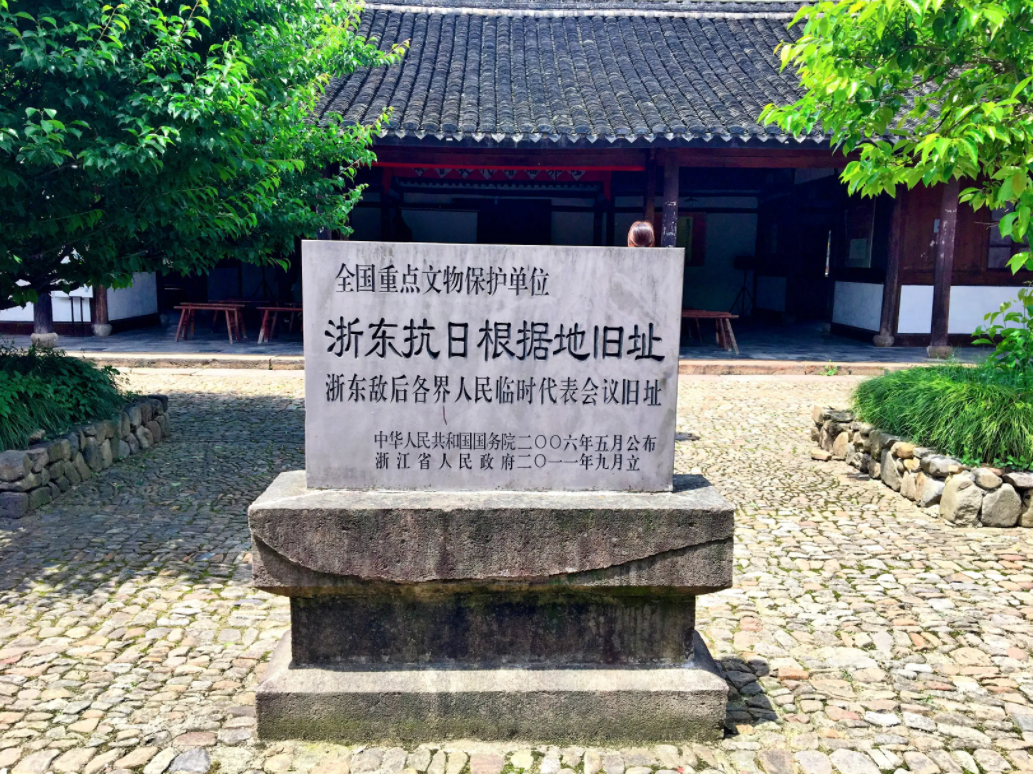 全国重点文物保护单位
浙东抗日根据地旧址
浙东敌后各界人民临时代表会议旧址
中华人民共和国国务院二〇〇六年五月公布
浙江省人民政府二〇一一年九月立